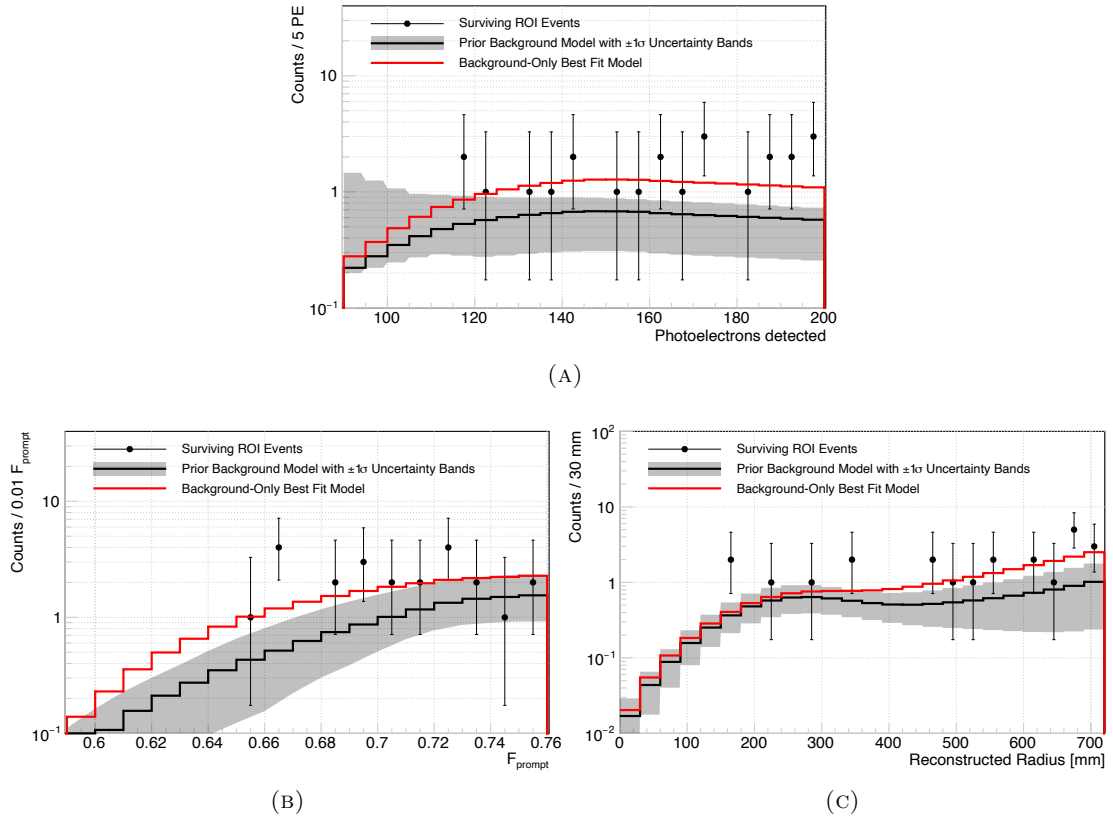 Counts / 5 PE
Surviving ROI Events
Prior Background Model with ±1σ Uncertainty Bands
Background-Only Best Fit Model
10
1
10⁻¹
100 120 140 160 180 200
Photoelectrons detected
(A)
Counts / 0.01 F_prompt
Surviving ROI Events
Prior Background Model with ±1σ Uncertainty Bands
Background-Only Best Fit Model
10
1
10⁻¹
0.6 0.62 0.64 0.66 0.68 0.7 0.72 0.74 0.76
F_prompt
(B)
Counts / 30 mm
Surviving ROI Events
Prior Background Model with ±1σ Uncertainty Bands
Background-Only Best Fit Model
10²
10
1
10⁻¹
10⁻²
0 100 200 300 400 500 600 700
Reconstructed Radius [mm]
(C)